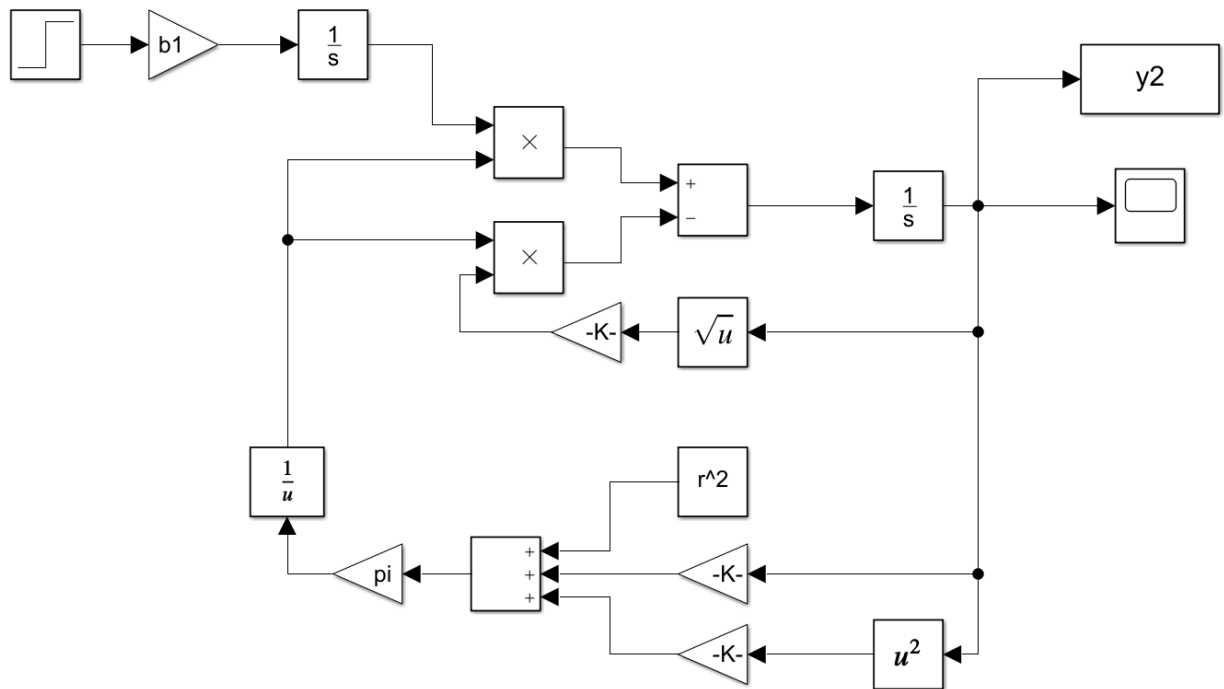 b1
1
s
×
+
−
×
1
s
y2
-K-
√u
1
u
r^2
pi
+
+
+
-K-
-K-
u²